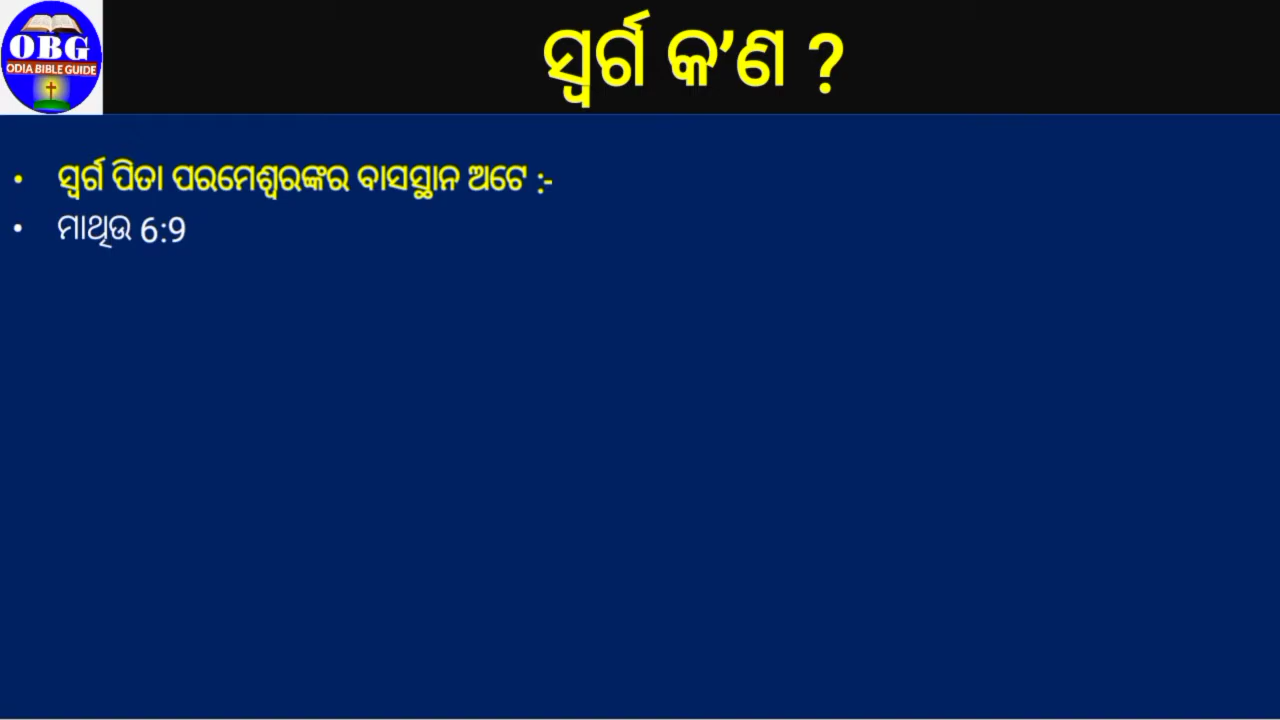 OBG
ODIA BIBLE GUIDE
ସ୍ୱର୍ଗ କ’ଣ ?
• ସ୍ୱର୍ଗ ପିତା ପରମେଶ୍ୱରଙ୍କର ବାସସ୍ଥାନ ଅଟେ :-
• ମାଥିଉ 6:9